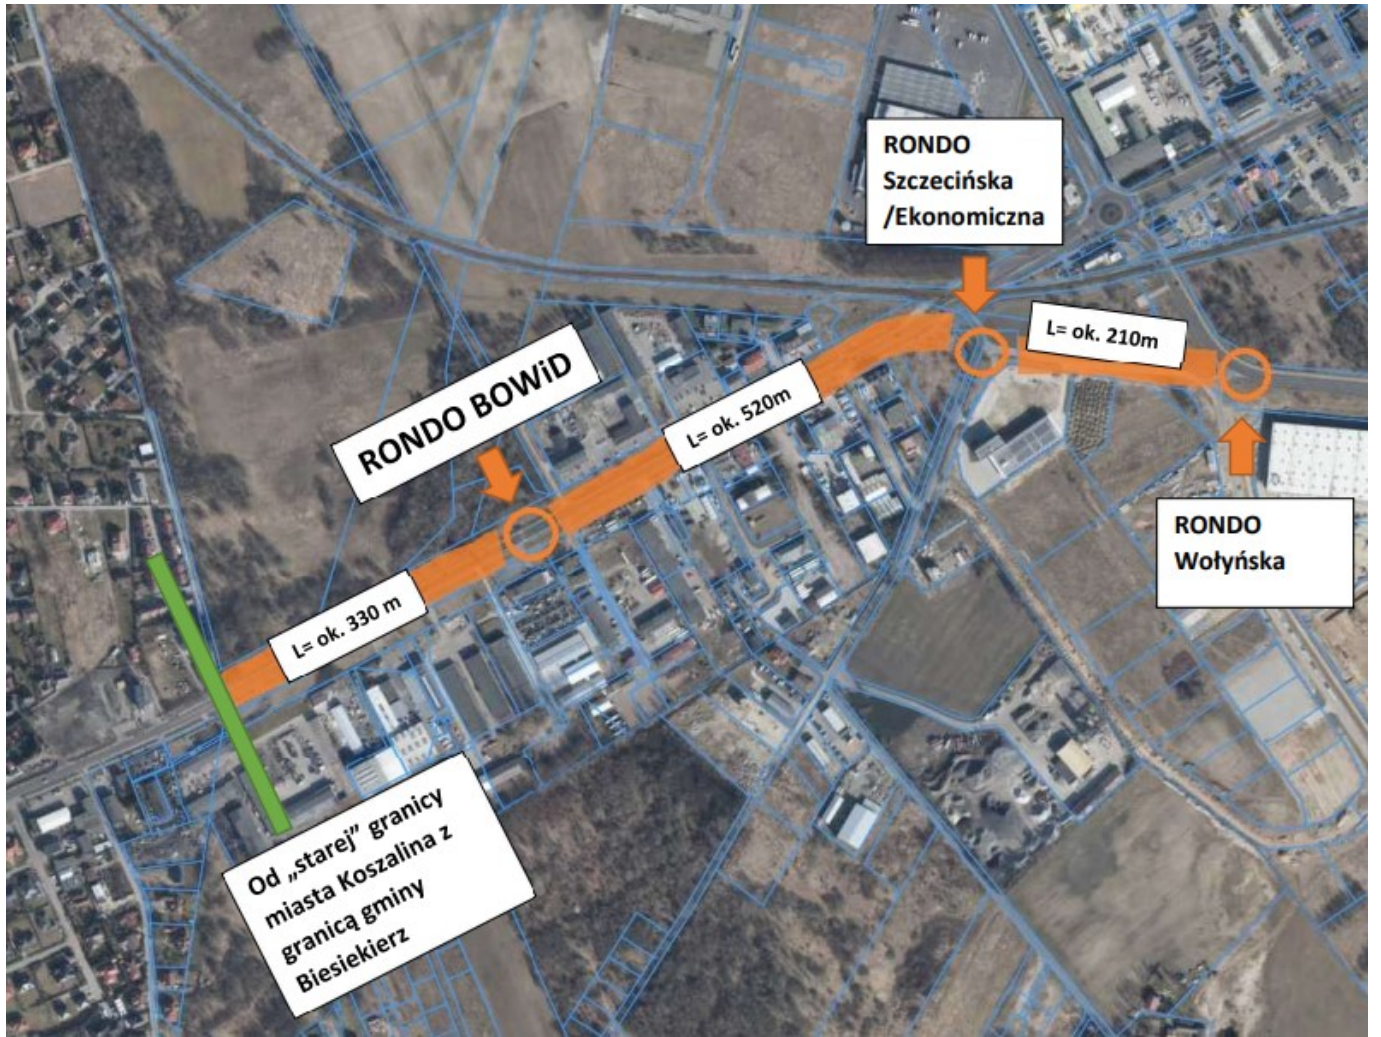 RONDO
Szczecińska
/Ekonomiczna
L= ok. 210m
RONDO BOWiD
L= ok. 520m
RONDO
Wołyńska
L= ok. 330 m
Od „starej” granicy
miasta Koszalina z
granicą gminy
Biesiekierz